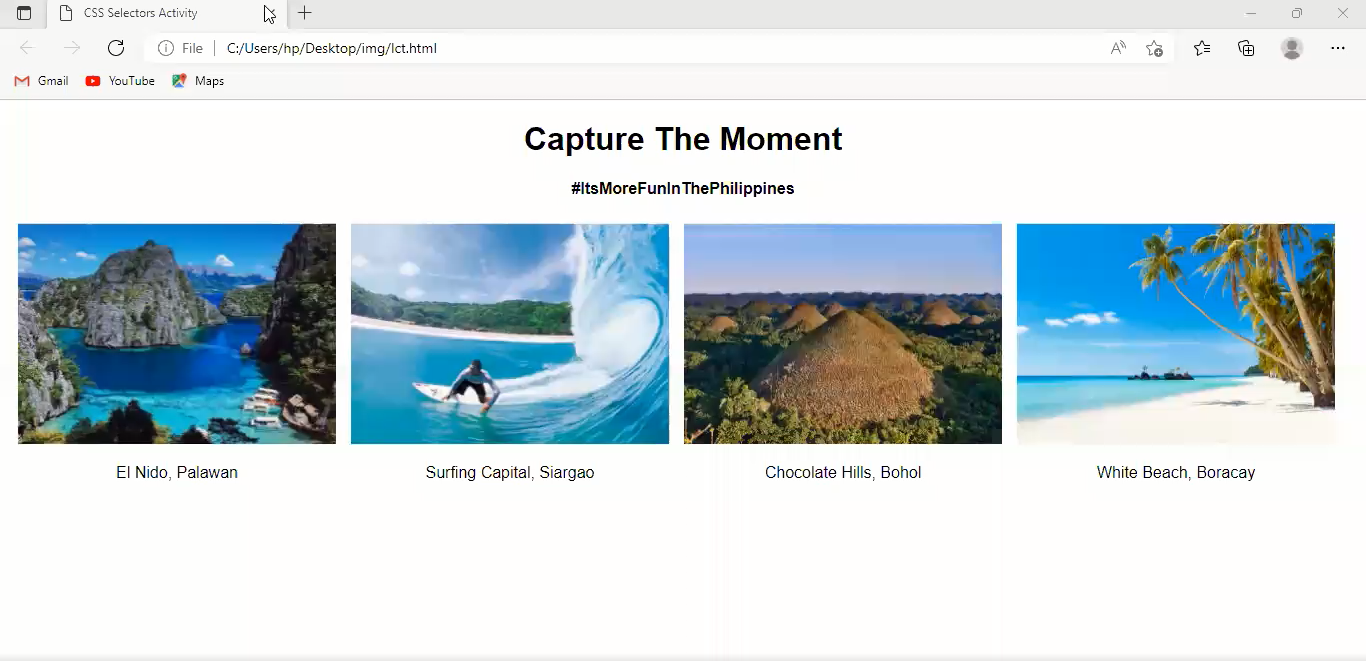 CSS Selectors Activity
File C:/Users/hp/Desktop/img/lct.html
Gmail YouTube Maps
Capture The Moment
#ItsMoreFunInThePhilippines
El Nido, Palawan Surfing Capital, Siargao Chocolate Hills, Bohol White Beach, Boracay